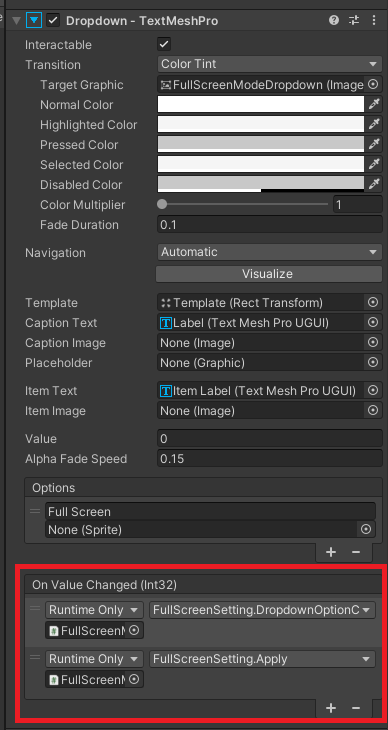 Dropdown - TextMeshPro
Interactable
Transition Color Tint
Target Graphic FullScreenModeDropdown (Image
Normal Color
Highlighted Color
Pressed Color
Selected Color
Disabled Color
Color Multiplier 1
Fade Duration 0.1
Navigation Automatic
Visualize
Template Template (Rect Transform)
Caption Text Label (Text Mesh Pro UGUI)
Caption Image None (Image)
Placeholder None (Graphic)
Item Text Item Label (Text Mesh Pro UGUI)
Item Image None (Image)
Value 0
Alpha Fade Speed 0.15
Options
Full Screen
None (Sprite)
On Value Changed (Int32)
Runtime Only FullScreenSetting.DropdownOptionC
FullScreenM
Runtime Only FullScreenSetting.Apply
FullScreenM